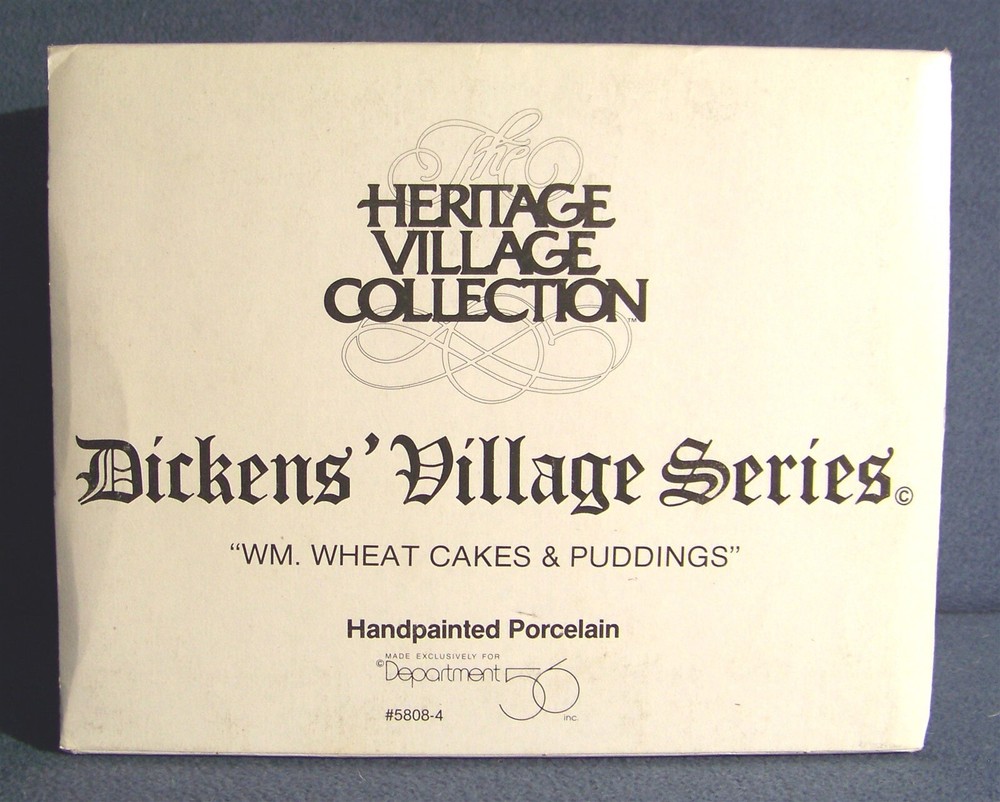 The
HERITAGE
VILLAGE
COLLECTION™
Dickens' Village Series©
“WM. WHEAT CAKES & PUDDINGS”
Handpainted Porcelain
MADE EXCLUSIVELY FOR
©Department 56 inc.
#5808-4